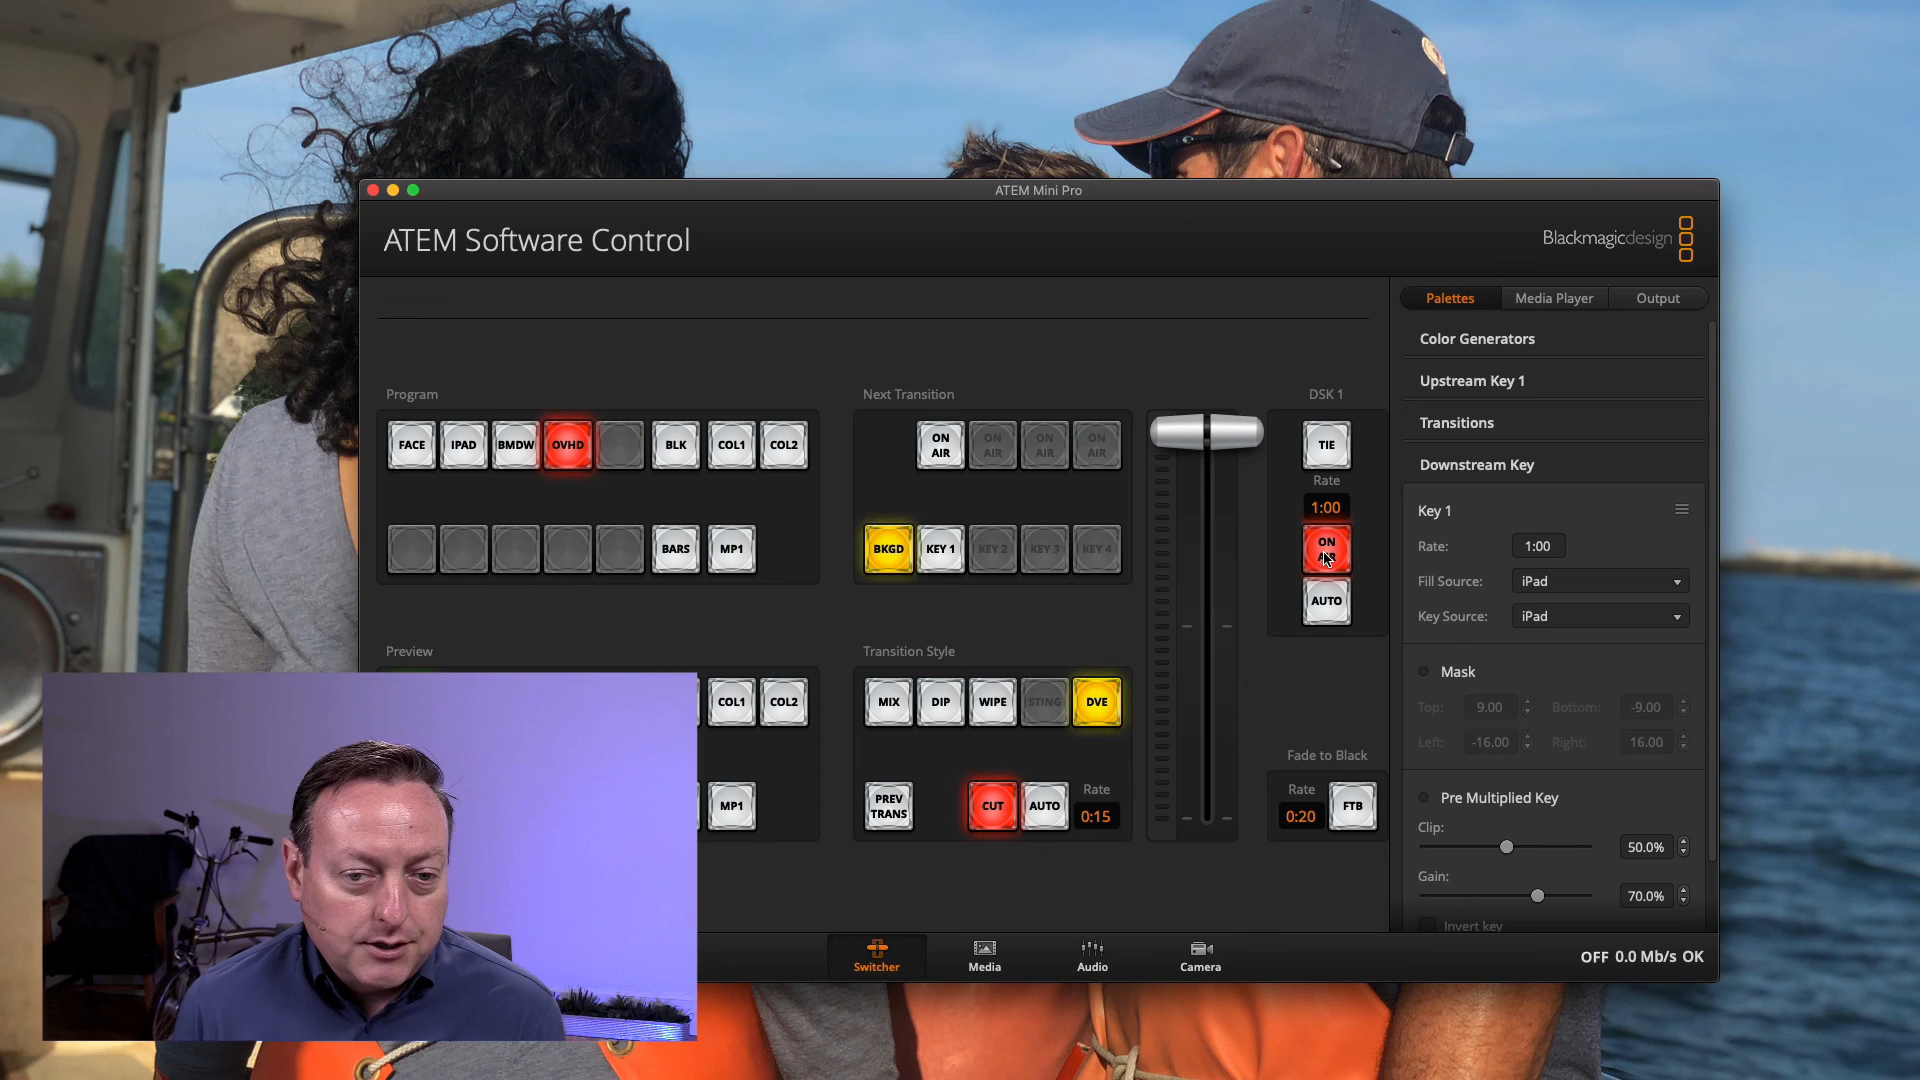 ATEM Mini Pro
ATEM Software Control
Blackmagicdesign
Palettes
Media Player
Output
Color Generators
Upstream Key 1
Transitions
Downstream Key
Program
FACE
IPAD
BMDW
OVHD
BLK
COL1
COL2
BARS
MP1
Next Transition
ON AIR
ON AIR
ON AIR
ON AIR
BKGD
KEY 1
KEY 2
KEY 3
KEY 4
DSK 1
TIE
Rate
1:00
ON
AUTO
Key 1
Rate:
1:00
Fill Source:
iPad
Key Source:
iPad
Mask
Top:
9.00
Bottom:
-9.00
Left:
-16.00
Right:
16.00
Pre Multiplied Key
Clip:
50.0%
Gain:
70.0%
Invert key
Preview
COL1
COL2
MP1
Transition Style
MIX
DIP
WIPE
STING
DVE
PREV TRANS
CUT
AUTO
Rate
0:15
Fade to Black
Rate
0:20
FTB
Switcher
Media
Audio
Camera
OFF 0.0 Mb/s OK